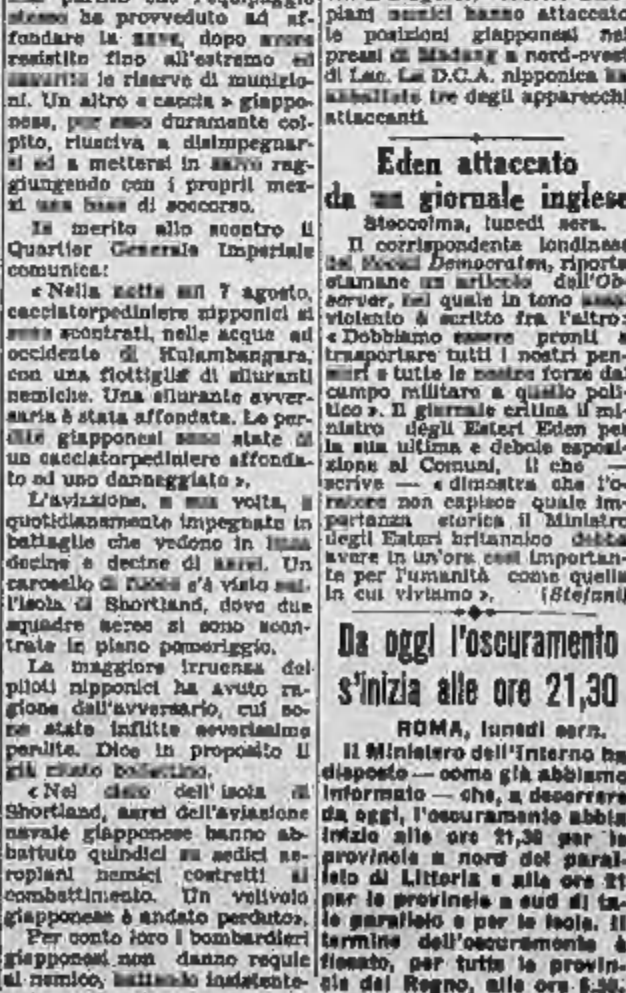 ha provveduto ad af-
fondare la nave, dopo avere
resistito fino all'estremo ed
esaurite le riserve di munizio-
ni. Un altro « caccia » giappo-
nese, pur esso duramente col-
pito, riusciva a disimpegnar-
si ed a mettersi in salvo rag-
giungendo con i proprii mez-
zi una base di soccorso.
In merito allo scontro il
Quartier Generale Imperiale
comunica:
« Nella notte sul 7 agosto,
cacciatorpediniere nipponici si
sono scontrati, nelle acque ad
occidente di Kulambangara,
con una flottiglia di siluranti
nemiche. Una silurante avver-
saria è stata affondata. Le per-
dite giapponesi sono state di
un cacciatorpediniere affonda-
to ed uno danneggiato ».
L'aviazione, a sua volta, è
quotidianamente impegnata in
battaglie che vedono in lizza
decine e decine di aerei. Un
carosello di fuoco s'è visto sul-
l'isola di Shortland, dove due
squadre aeree si sono scon-
trate in pieno pomeriggio.
La maggiore irruenza dei
piloti nipponici ha avuto ra-
gione dell'avversario, cui so-
no state inflitte severissime
perdite. Dice in proposito il
già citato bollettino.
« Nel cielo dell'isola di
Shortland, aerei dell'aviazione
navale giapponese hanno ab-
battuto quindici su sedici ae-
roplani nemici costretti al
combattimento. Un velivolo
giapponese è andato perduto».
Per conto loro i bombardieri
giapponesi non danno requie
al nemico, battendo insistente-
plani nemici hanno attaccato
le posizioni giapponesi nei
pressi di Madang a nord-ovest
di Lae. La D.C.A. nipponica ha
abbattuto tre degli apparecchi
attaccanti.
Eden attaccato
da un giornale inglese
Stoccolma, lunedì sera.
Il corrispondente londinese
del Social Democraten, riporta
stamane un articolo dell'Ob-
server, nel quale in tono assai
violento è scritto fra l'altro:
« Dobbiamo essere pronti a
trasportare tutti i nostri pen-
sieri e tutte le nostre forze dal
campo militare a quello poli-
tico ». Il giornale critica il mi-
nistro degli Esteri Eden per
la sua ultima e debole esposi-
zione ai Comuni, il che —
scrive — « dimostra che l'o-
ratore non capisce quale im-
portanza storica il Ministro
degli Esteri britannico debba
avere in un'ora così importan-
te per l'umanità come quella
in cui viviamo ». (Stefani)
Da oggi l'oscuramento
s'inizia alle ore 21,30
ROMA, lunedì sera.
Il Ministero dell'Interno ha
disposto — come già abbiamo
informato — che, a decorrere
da oggi, l'oscuramento abbia
inizio alle ore 21,30 per le
provincie a nord del paral-
lelo di Littoria e alle ore 21
per le provincie a sud di ta-
le parallelo e per le isole. Il
termine dell'oscuramento è
fissato, per tutte le provin-
cie del Regno, alle ore 5,30.